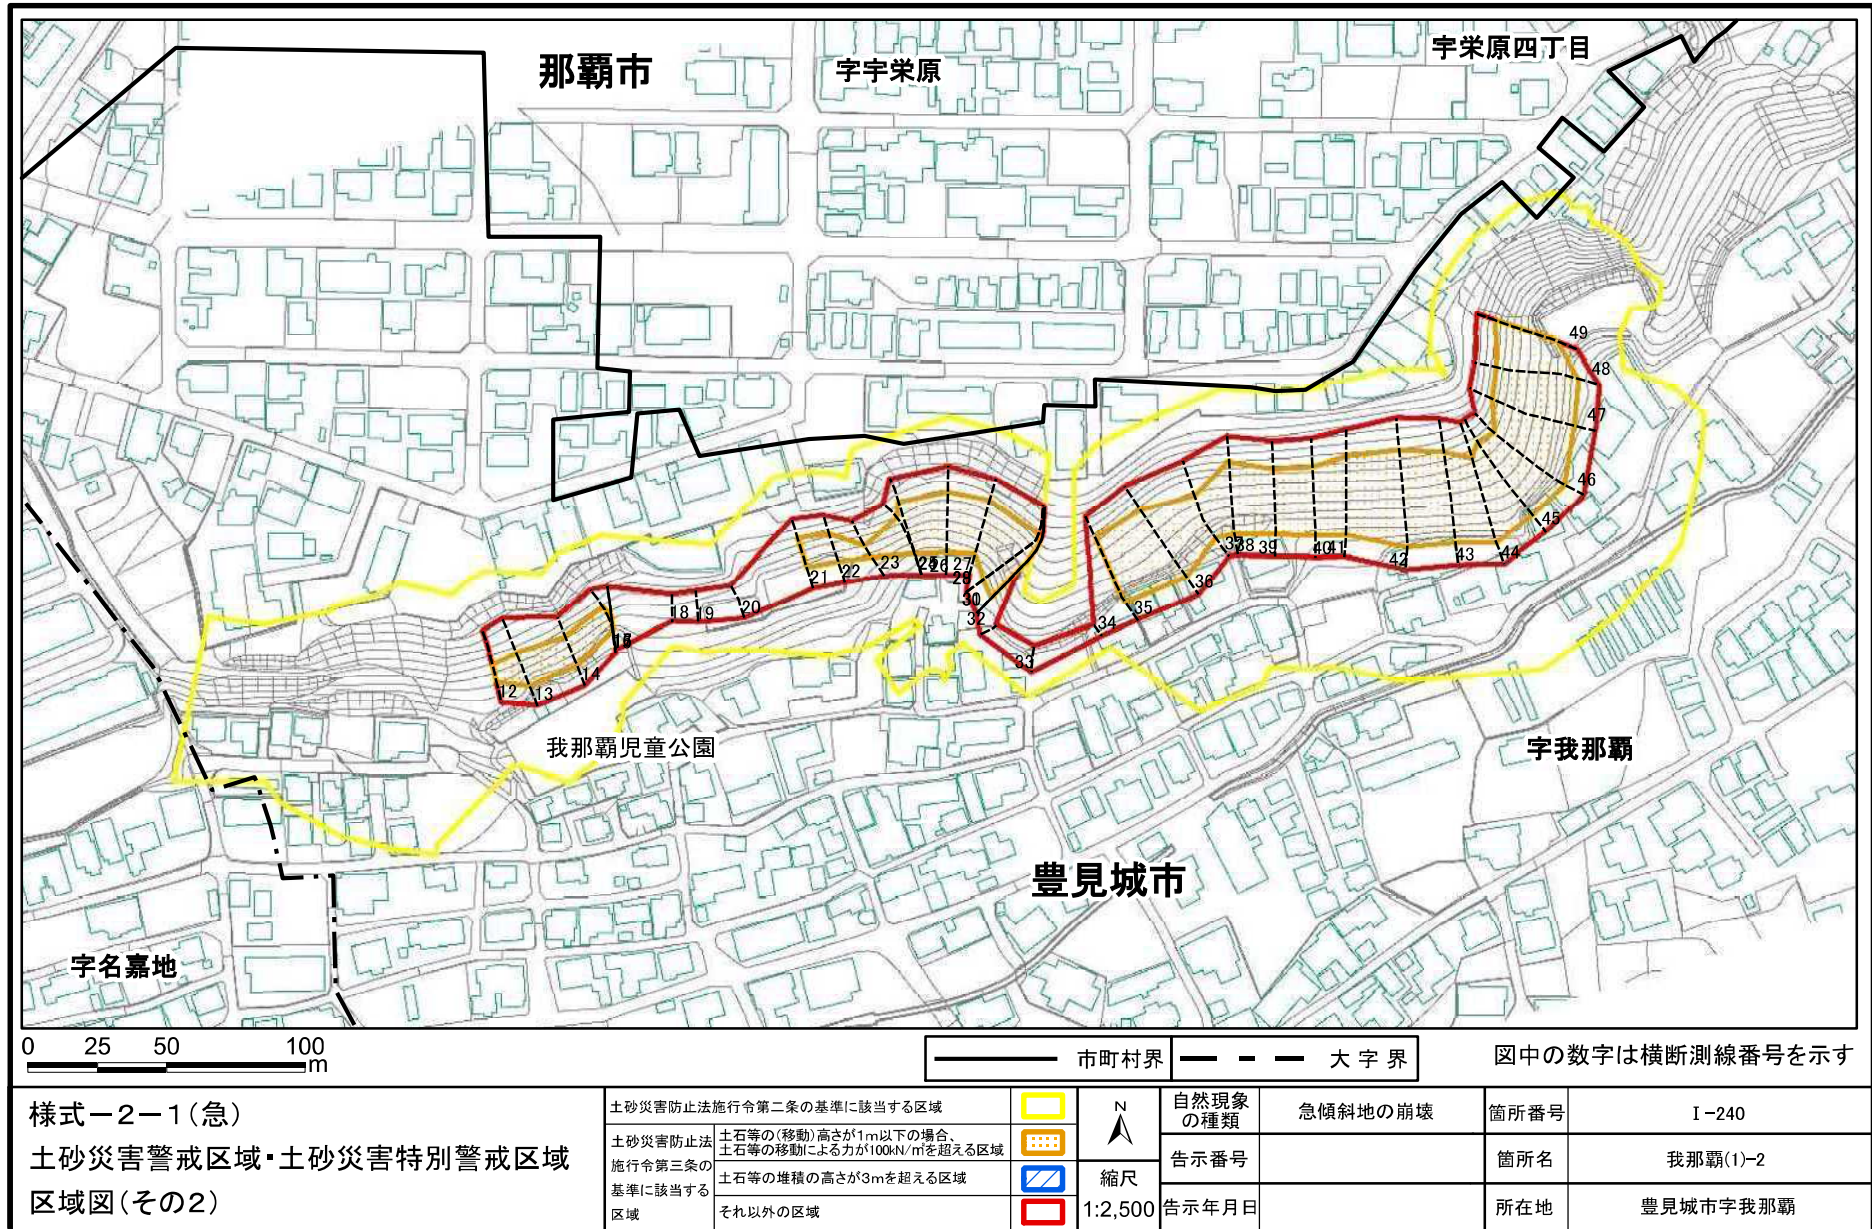 那覇市
字宇栄原
字栄原四丁目
49
48
47
46
45
44
43
42
41
40
39
38
37
36
35
34
33
32
31
30
29
28
27
26
25
23
22
21
20
19
18
14
13
12
我那覇児童公園
字我那覇
豊見城市
字名嘉地
0 25 50 100
m
市町村界
大字界
図中の数字は横断測線番号を示す
様式－2－1(急)
土砂災害警戒区域・土砂災害特別警戒区域
区域図(その2)
土砂災害防止法施行令第二条の基準に該当する区域
土砂災害防止法
施行令第三条の
基準に該当する
区域
土石等の(移動)高さが1m以下の場合、
土石等の移動による力が100kN/㎡を超える区域
土石等の堆積の高さが3mを超える区域
それ以外の区域
N
縮尺
1:2,500
自然現象
の種類
急傾斜地の崩壊
箇所番号
I-240
告示番号
箇所名
我那覇(1)-2
告示年月日
所在地
豊見城市字我那覇